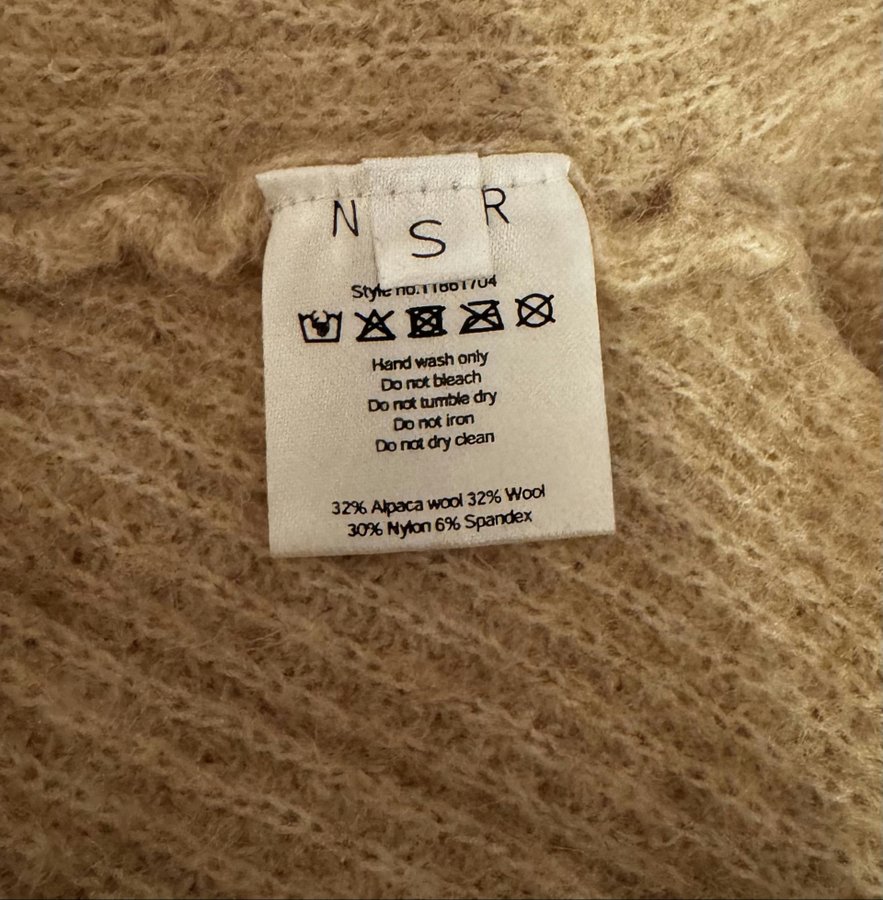 N R
S
Style no.11661704
Hand wash only
Do not bleach
Do not tumble dry
Do not iron
Do not dry clean
32% Alpaca wool 32% Wool
30% Nylon 6% Spandex